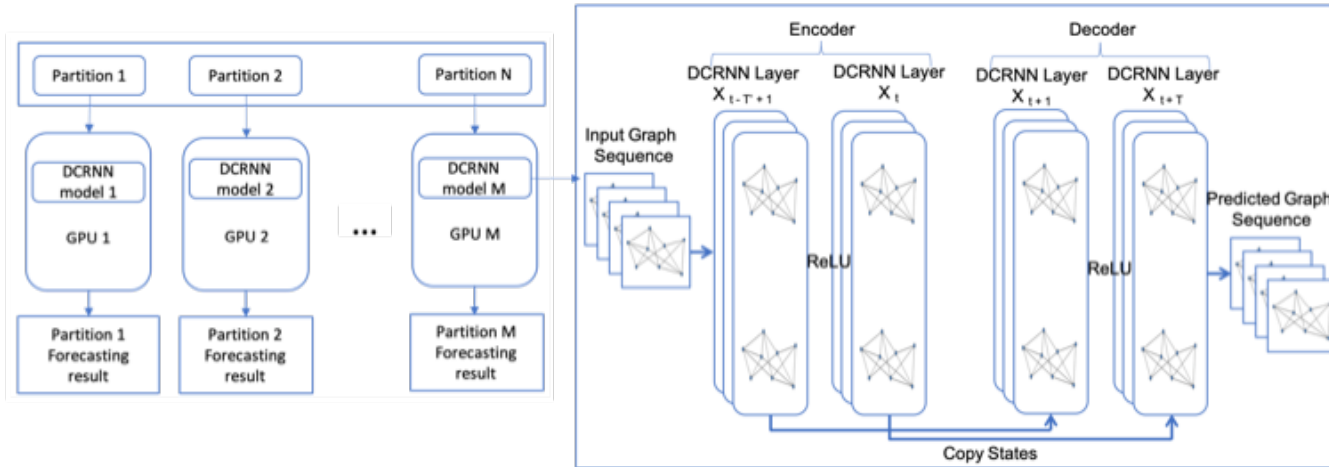 Partition 1
Partition 2
Partition N
DCRNN
model 1
GPU 1
DCRNN
model 2
GPU 2
...
DCRNN
model M
GPU M
Partition 1
Forecasting
result
Partition 2
Forecasting
result
Partition M
Forecasting
result
Encoder
Decoder
DCRNN Layer
X t - T' + 1
DCRNN Layer
X t
DCRNN Layer
X t + 1
DCRNN Layer
X t + T
Input Graph
Sequence
ReLU
ReLU
Predicted Graph
Sequence
Copy States